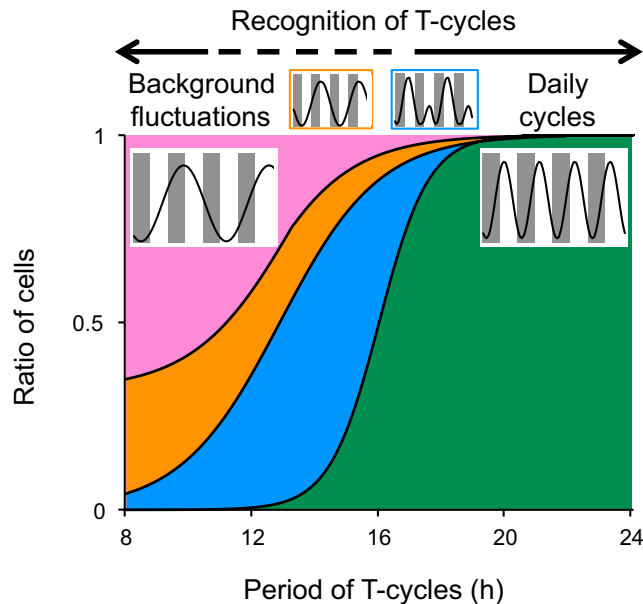 Recognition of T-cycles
Background
fluctuations
Daily
cycles
1
0.5
0
Ratio of cells
8
12
16
20
24
Period of T-cycles (h)